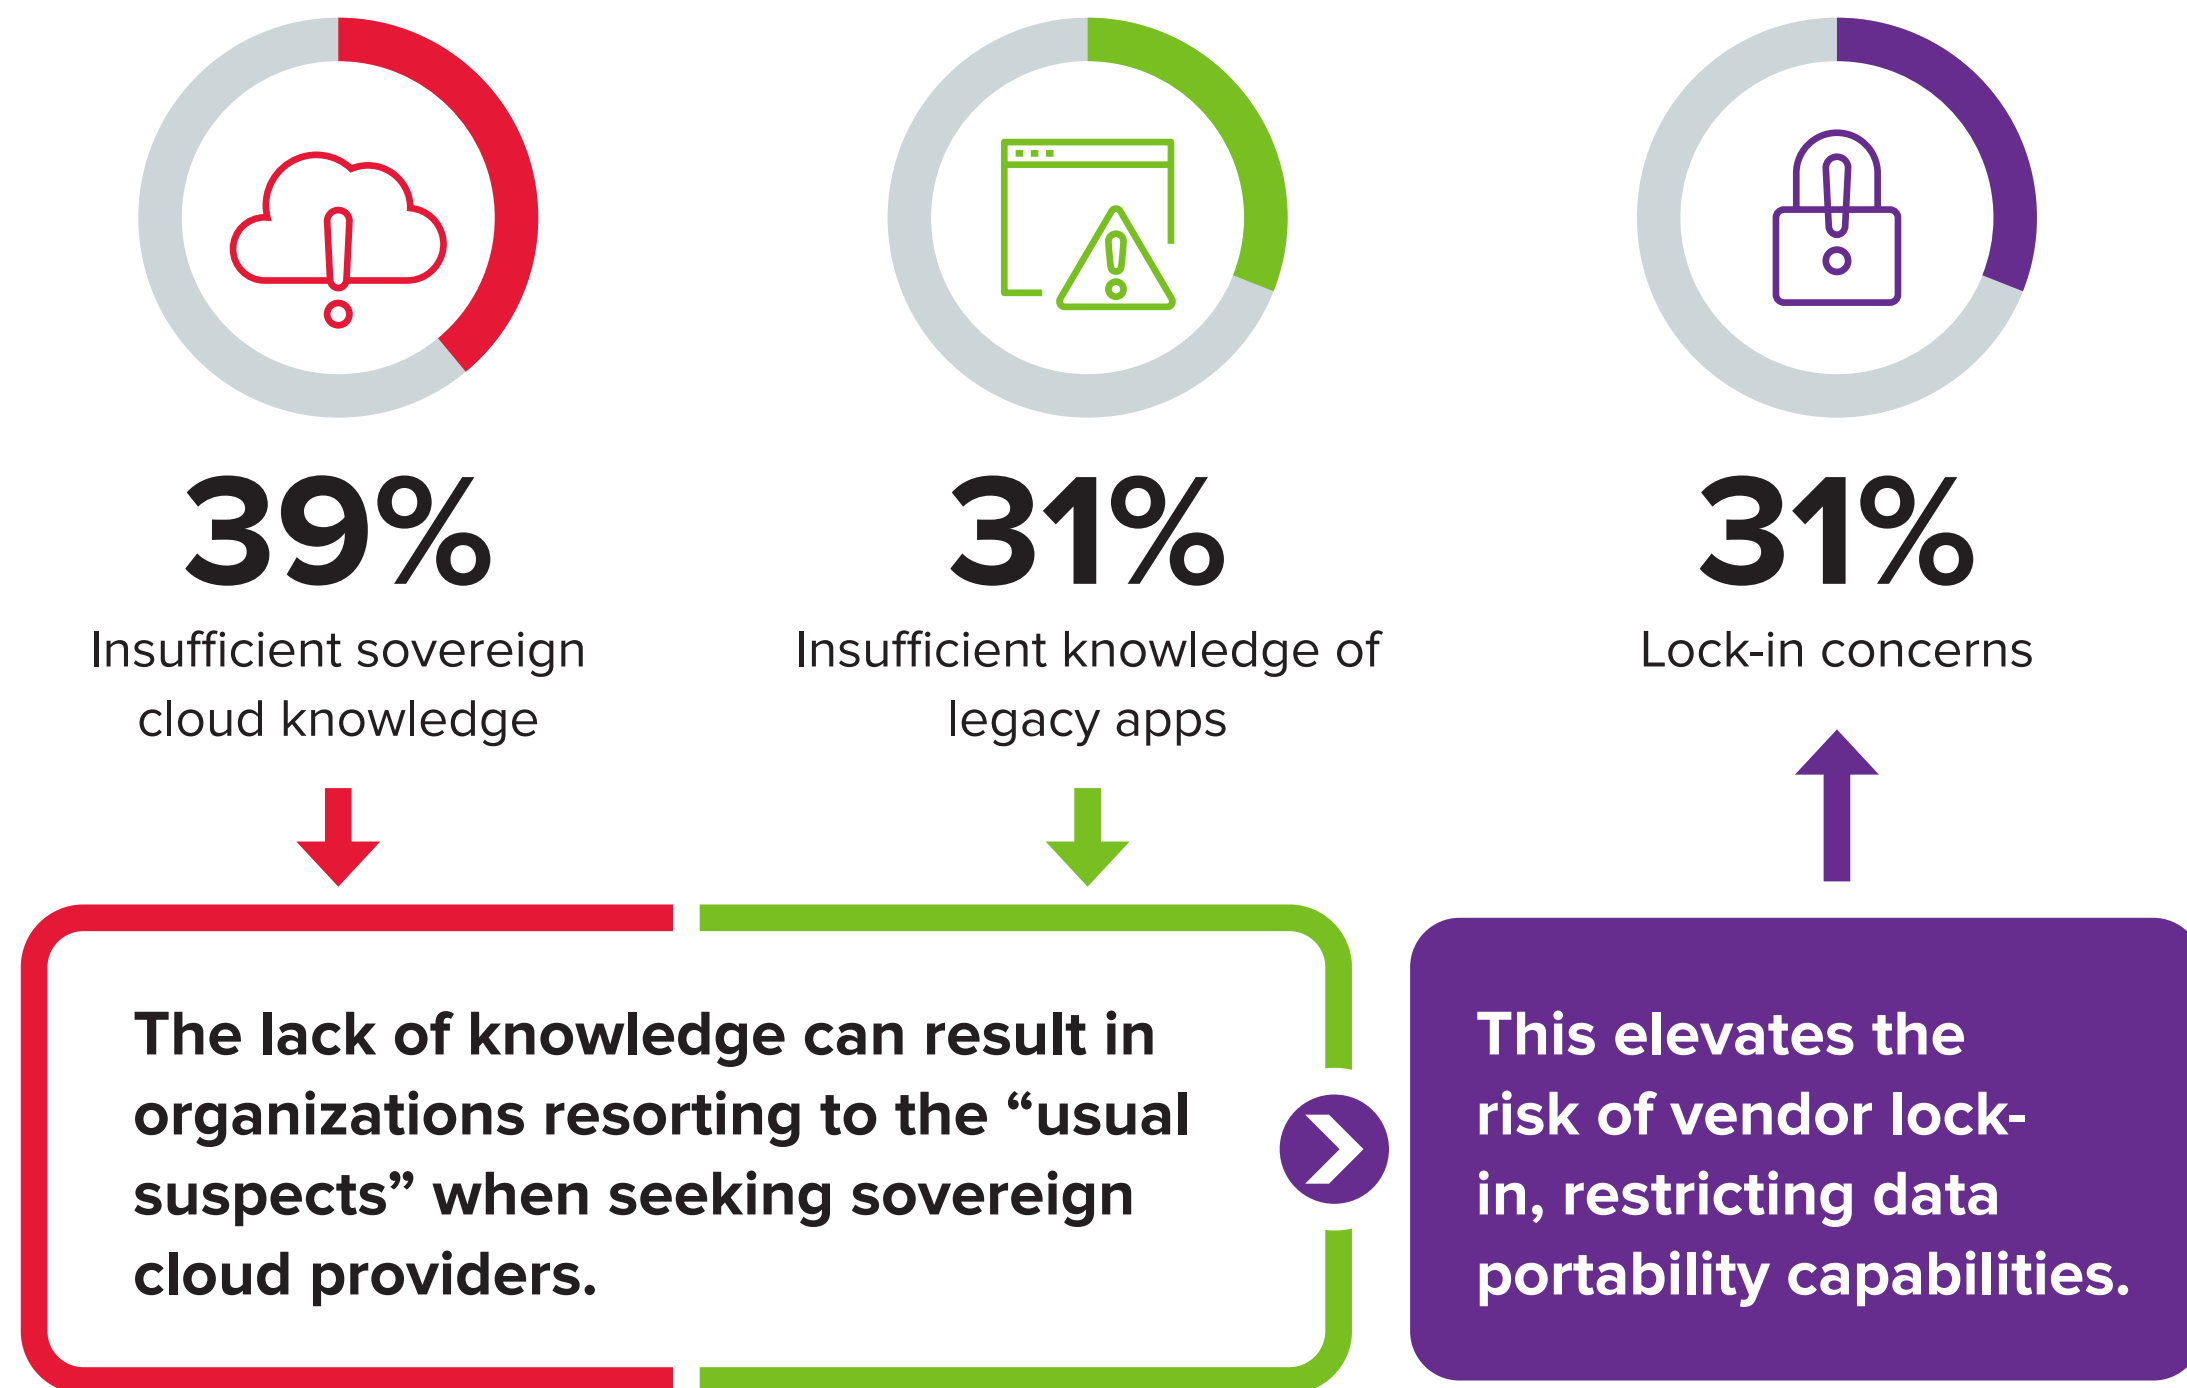 39%
Insufficient sovereign
cloud knowledge
31%
Insufficient knowledge of
legacy apps
31%
Lock-in concerns
The lack of knowledge can result in
organizations resorting to the “usual
suspects” when seeking sovereign
cloud providers.
This elevates the
risk of vendor lock-
in, restricting data
portability capabilities.